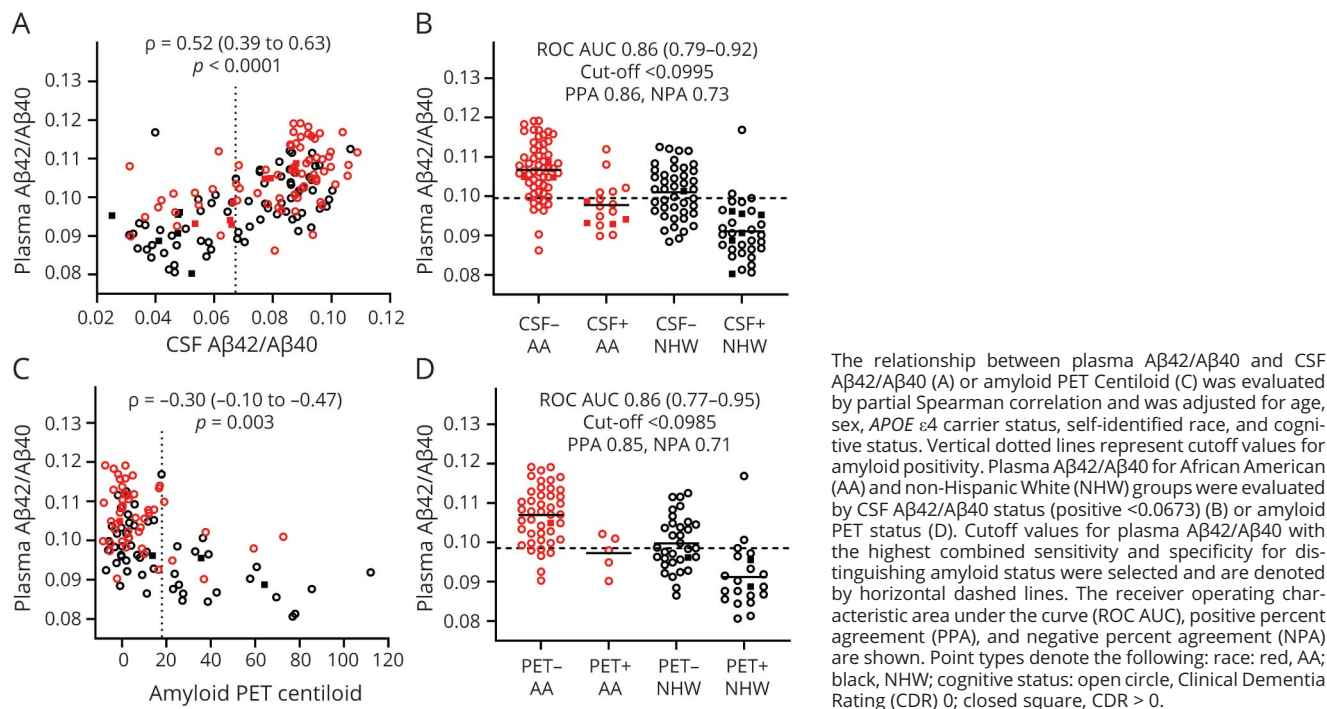 A
ρ = 0.52 (0.39 to 0.63)
p < 0.0001
Plasma Aβ42/Aβ40
0.13
0.12
0.11
0.10
0.09
0.08
0.02 0.04 0.06 0.08 0.10 0.12
CSF Aβ42/Aβ40
B
ROC AUC 0.86 (0.79–0.92)
Cut-off <0.0995
PPA 0.86, NPA 0.73
Plasma Aβ42/Aβ40
0.13
0.12
0.11
0.10
0.09
0.08
CSF– CSF+ CSF– CSF+
AA AA NHW NHW
C
ρ = –0.30 (–0.10 to –0.47)
p = 0.003
Plasma Aβ42/Aβ40
0.13
0.12
0.11
0.10
0.09
0.08
0 20 40 60 80 100 120
Amyloid PET centiloid
D
ROC AUC 0.86 (0.77–0.95)
Cut-off <0.0985
PPA 0.85, NPA 0.71
Plasma Aβ42/Aβ40
0.13
0.12
0.11
0.10
0.09
0.08
PET– PET+ PET– PET+
AA AA NHW NHW
The relationship between plasma Aβ42/Aβ40 and CSF
Aβ42/Aβ40 (A) or amyloid PET Centiloid (C) was evaluated
by partial Spearman correlation and was adjusted for age,
sex, APOE ε4 carrier status, self-identified race, and cogni-
tive status. Vertical dotted lines represent cutoff values for
amyloid positivity. Plasma Aβ42/Aβ40 for African American
(AA) and non-Hispanic White (NHW) groups were evaluated
by CSF Aβ42/Aβ40 status (positive <0.0673) (B) or amyloid
PET status (D). Cutoff values for plasma Aβ42/Aβ40 with
the highest combined sensitivity and specificity for dis-
tinguishing amyloid status were selected and are denoted
by horizontal dashed lines. The receiver operating char-
acteristic area under the curve (ROC AUC), positive percent
agreement (PPA), and negative percent agreement (NPA)
are shown. Point types denote the following: race: red, AA;
black, NHW; cognitive status: open circle, Clinical Dementia
Rating (CDR) 0; closed square, CDR > 0.